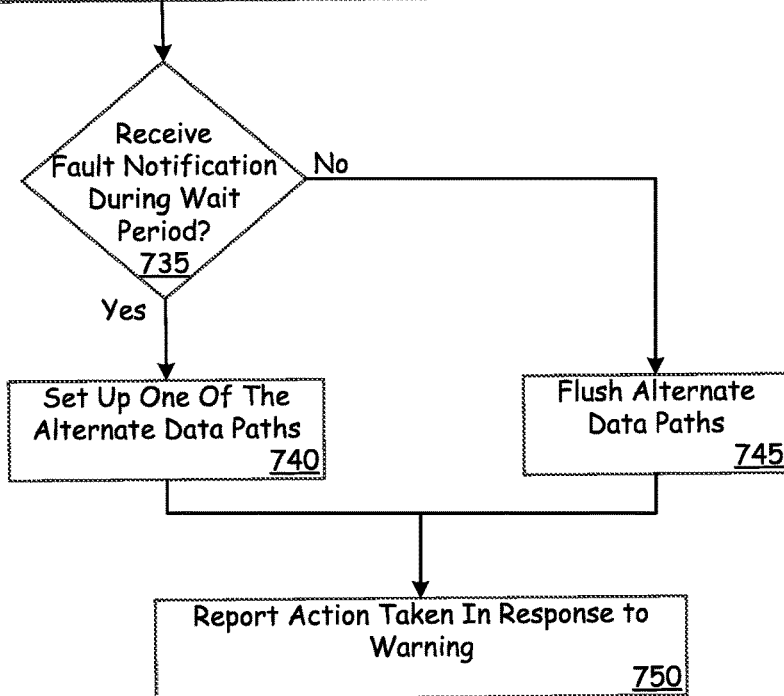 Receive
Fault Notification
During Wait
Period?
735
No
Yes
Set Up One Of The
Alternate Data Paths
740
Flush Alternate
Data Paths
745
Report Action Taken In Response to
Warning
750